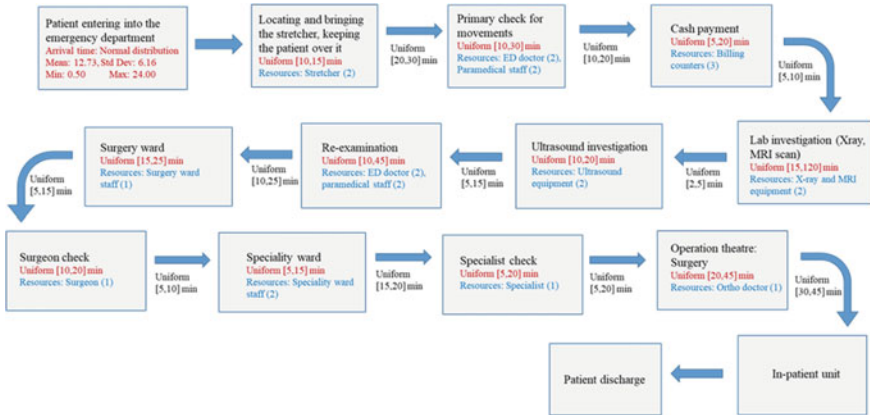 Patient entering into the
emergency department
Arrival time: Normal distribution
Mean: 12.73, Std Dev: 6.16
Min: 0.50 Max: 24.00
Locating and bringing
the stretcher, keeping
the patient over it
Uniform [10,15] min
Resources: Stretcher (2)
Uniform
[20,30] min
Primary check for
movements
Uniform [10,30] min
Resources: ED doctor (2),
Paramedical staff (2)
Uniform
[10,20] min
Cash payment
Uniform [5,20] min
Resources: Billing
counters (3)
Uniform
[5,10] min
Lab investigation (Xray,
MRI scan)
Uniform [15,120] min
Resources: X-ray and MRI
equipment (2)
Uniform
[2,5] min
Ultrasound investigation
Uniform [10,20] min
Resources: Ultrasound
equipment (2)
Uniform
[5,15] min
Re-examination
Uniform [10,45] min
Resources: ED doctor (2),
paramedical staff (2)
Uniform
[10,25] min
Surgery ward
Uniform [15,25] min
Resources: Surgery ward
staff (1)
Uniform
[5,15] min
Surgeon check
Uniform [10,20] min
Resources: Surgeon (1)
Uniform
[5,10] min
Speciality ward
Uniform [5,15] min
Resources: Speciality ward
staff (2)
Uniform
[15,20] min
Specialist check
Uniform [5,20] min
Resources: Specialist (1)
Uniform
[5,20] min
Operation theatre:
Surgery
Uniform [20,45] min
Resources: Ortho doctor (1)
Uniform
[30,45] min
In-patient unit
Patient discharge